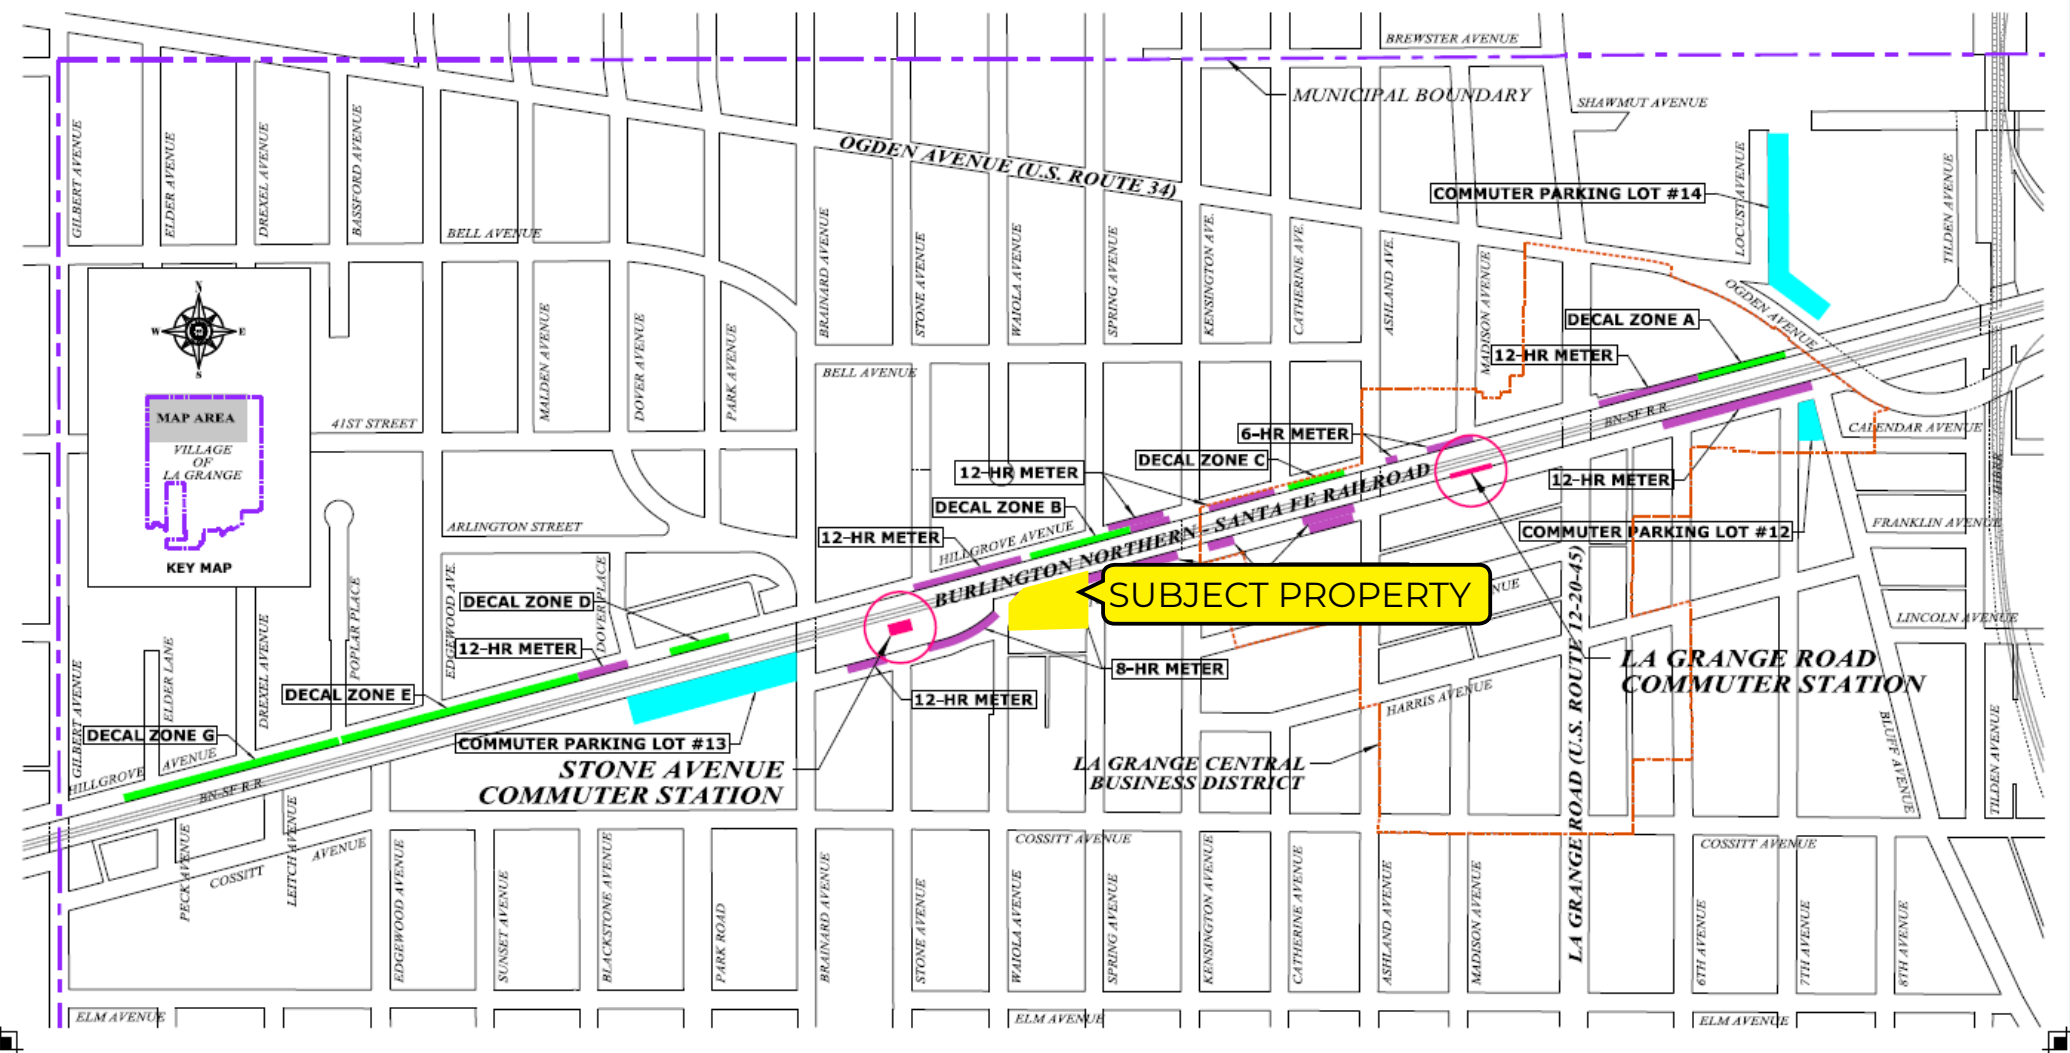 BREWSTER AVENUE
MUNICIPAL BOUNDARY
SHAWMUT AVENUE
GILBERT AVENUE
ELDER AVENUE
DREXEL AVENUE
BASSFORD AVENUE
OGDEN AVENUE (U.S. ROUTE 34)
COMMUTER PARKING LOT #14
LOCUST AVENUE
TILDEN AVENUE
BELL AVENUE
BRAINARD AVENUE
STONE AVENUE
WAIOLA AVENUE
SPRING AVENUE
KENSINGTON AVE.
CATHERINE AVE.
ASHLAND AVE.
MADISON AVENUE
OGDEN AVENUE
N
W
E
S
MALDEN AVENUE
DOVER AVENUE
PARK AVENUE
DECAL ZONE A
12-HR METER
BELL AVENUE
MAP AREA
VILLAGE
OF
LA GRANGE
KEY MAP
41ST STREET
BN-SF R.R.
CALENDAR AVENUE
6-HR METER
DECAL ZONE C
12-HR METER
12-HR METER
IHB RR
DECAL ZONE B
ARLINGTON STREET
12-HR METER
HILLGROVE AVENUE
BURLINGTON NORTHERN - SANTA FE RAILROAD
COMMUTER PARKING LOT #12
FRANKLIN AVENUE
SUBJECT PROPERTY
NUE
LINCOLN AVENUE
EDGEWOOD AVE.
DOVER PLACE
POPLAR PLACE
DECAL ZONE D
12-HR METER
8-HR METER
LA GRANGE ROAD
COMMUTER STATION
ELDER LANE
DREXEL AVENUE
GILBERT AVENUE
DECAL ZONE E
12-HR METER
HARRIS AVENUE
LA GRANGE ROAD (U.S. ROUTE 12-20-45)
BLUFF AVENUE
TILDEN AVENUE
DECAL ZONE G
COMMUTER PARKING LOT #13
HILLGROVE AVENUE
BN-SF R.R.
STONE AVENUE
COMMUTER STATION
LA GRANGE CENTRAL
BUSINESS DISTRICT
PECK AVENUE
LEITCH AVENUE
COSSITT AVENUE
COSSITT AVENUE
COSSITT AVENUE
EDGEWOOD AVENUE
SUNSET AVENUE
BLACKSTONE AVENUE
PARK ROAD
BRAINARD AVENUE
STONE AVENUE
WAIOLA AVENUE
SPRING AVENUE
KENSINGTON AVENUE
CATHERINE AVENUE
ASHLAND AVENUE
MADISON AVENUE
6TH AVENUE
7TH AVENUE
8TH AVENUE
ELM AVENUE
ELM AVENUE
ELM AVENUE